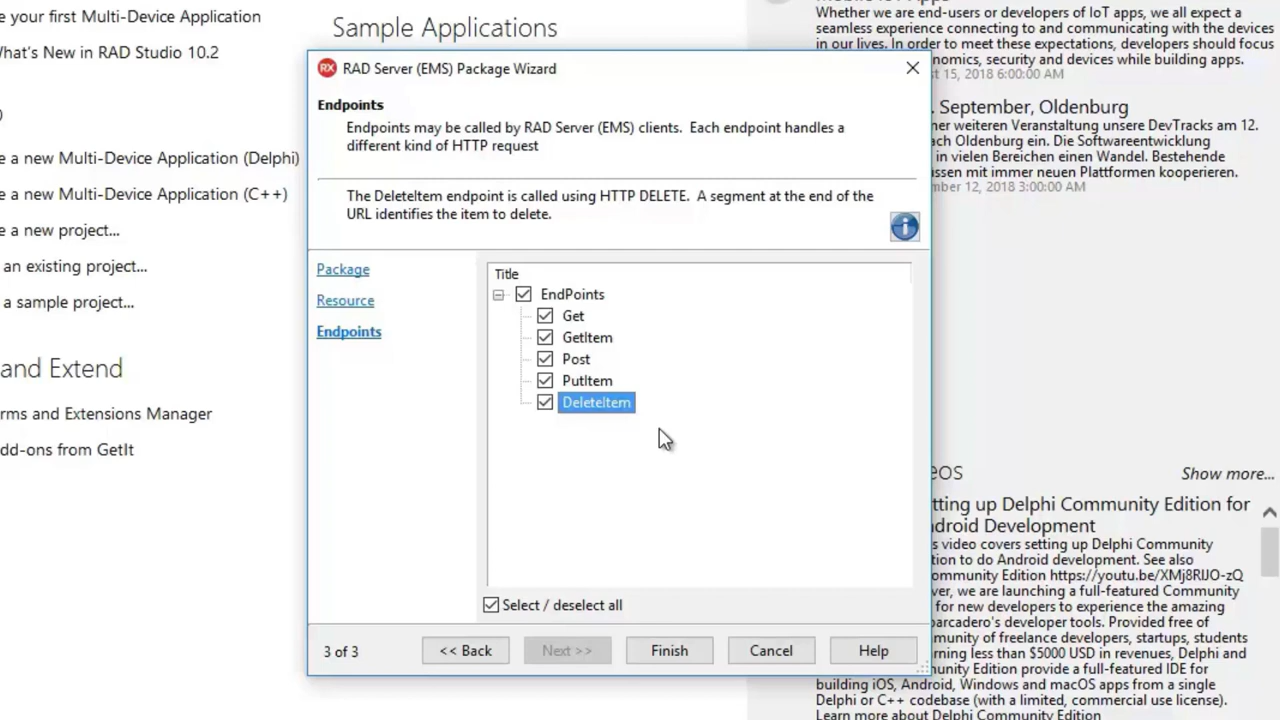 e your first Multi-Device Application
hat's New in RAD Studio 10.2
e a new Multi-Device Application (Delphi)
e a new Multi-Device Application (C++)
e a new project...
an existing project...
a sample project...
and Extend
rms and Extensions Manager
dd-ons from GetIt
Sample Applications
RX
RAD Server (EMS) Package Wizard
Endpoints
Endpoints may be called by RAD Server (EMS) clients. Each endpoint handles a
different kind of HTTP request
The DeleteItem endpoint is called using HTTP DELETE. A segment at the end of the
URL identifies the item to delete.
Package
Resource
Endpoints
Title
EndPoints
Get
GetItem
Post
PutItem
DeleteItem
Select / deselect all
3 of 3
<< Back
Next >>
Finish
Cancel
Help
Whether we are end-users or developers of IoT apps, we all expect a
seamless experience connecting to and communicating with the devices
in our lives. In order to meet these expectations, developers should focus
nomics, security and devices while building apps.
st 15, 2018 6:00:00 AM
. September, Oldenburg
ner weiteren Veranstaltung unsere DevTracks am 12.
ach Oldenburg ein. Die Softwareentwicklung
in vielen Bereichen einen Wandel. Bestehende
üssen mit immer neuen Plattformen kooperieren.
mber 12, 2018 3:00:00 AM
eos
Show more...
tting up Delphi Community Edition for
ndroid Development
s video covers setting up Delphi Community
tion to do Android development. See also
ommunity Edition https://youtu.be/XMj8RlJO-zQ
ver, we are launching a full-featured Community
for new developers to experience the amazing
barcadero's developer tools. Provided free of
munity of freelance developers, startups, students
rning less than $5000 USD in revenues, Delphi and
unity Edition provide a full-featured IDE for
building iOS, Android, Windows and macOS apps from a single
Delphi or C++ codebase (with a limited, commercial use license).
Learn more about Delphi Community Edition